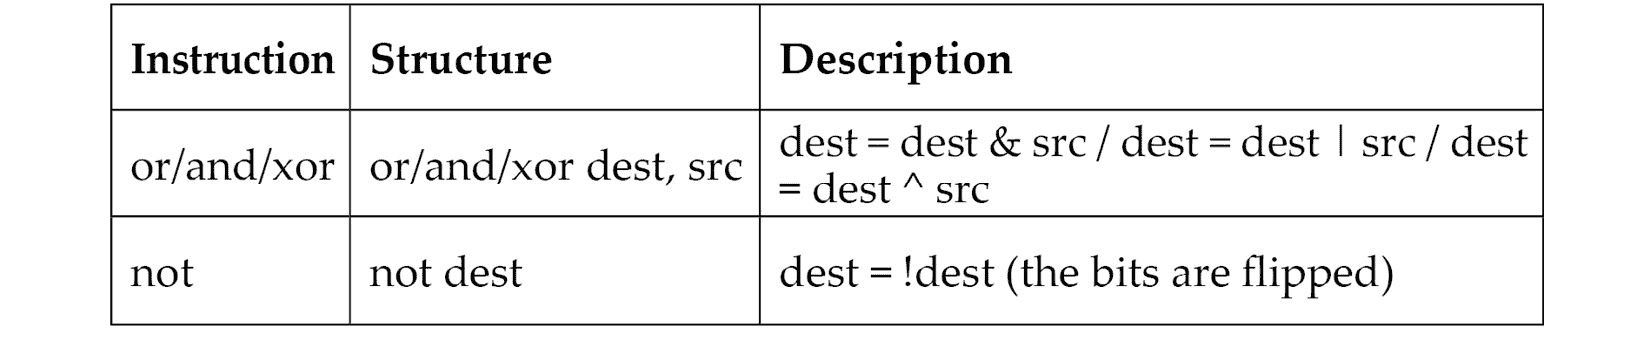 Instruction Structure Description
or/and/xor or/and/xor dest, src dest = dest & src / dest = dest | src / dest
= dest ^ src
not not dest dest = !dest (the bits are flipped)